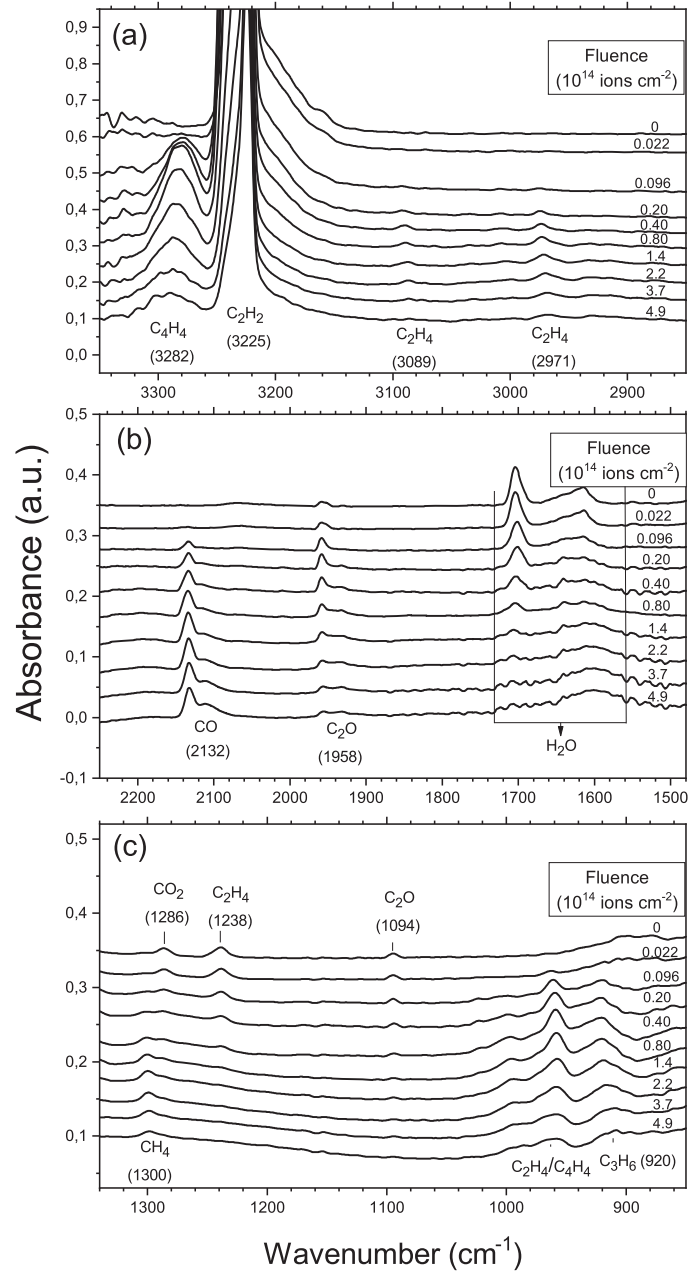 (a)
Fluence
(10¹⁴ ions cm⁻²)
0,9
0,8
0,7
0,6
0,5
0,4
0,3
0,2
0,1
0,0
0
0.022
0.096
0.20
0.40
0.80
1.4
2.2
3.7
4.9
C₄H₄
(3282)
C₂H₂
(3225)
C₂H₄
(3089)
C₂H₄
(2971)
3300 3200 3100 3000 2900
(b)
Fluence
(10¹⁴ ions cm⁻²)
0,5
0,4
0,3
0,2
0,1
0,0
-0,1
0
0.022
0.096
0.20
0.40
0.80
1.4
2.2
3.7
4.9
CO
(2132)
C₂O
(1958)
H₂O
2200 2100 2000 1900 1800 1700 1600 1500
Absorbance (a.u.)
(c)
Fluence
(10¹⁴ ions cm⁻²)
0,5
0,4
0,3
0,2
0,1
CO₂
(1286)
C₂H₄
(1238)
C₂O
(1094)
0
0.022
0.096
0.20
0.40
0.80
1.4
2.2
3.7
4.9
CH₄
(1300)
C₂H₄/C₄H₄
C₃H₆ (920)
1300 1200 1100 1000 900
Wavenumber (cm⁻¹)